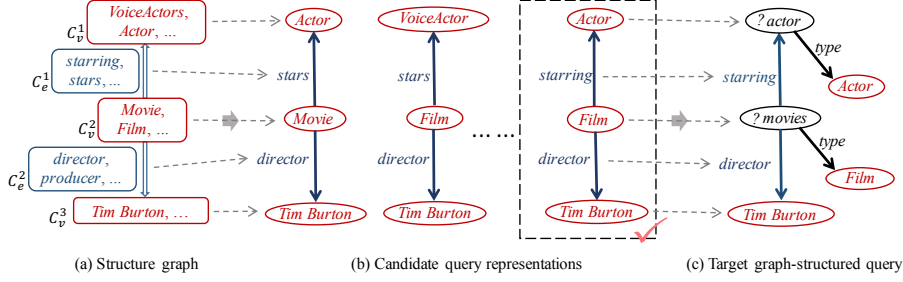 VoiceActors,
Actor, ...
C_v^1
starring,
stars, ...
C_e^1
Movie,
Film, ...
C_v^2
director,
producer, ...
C_e^2
Tim Burton, ...
C_v^3
(a) Structure graph
Actor
stars
Movie
director
Tim Burton
VoiceActor
stars
Film
director
Tim Burton
... ...
Actor
starring
Film
director
Tim Burton
(b) Candidate query representations
? actor
type
Actor
starring
? movies
type
Film
director
Tim Burton
(c) Target graph-structured query